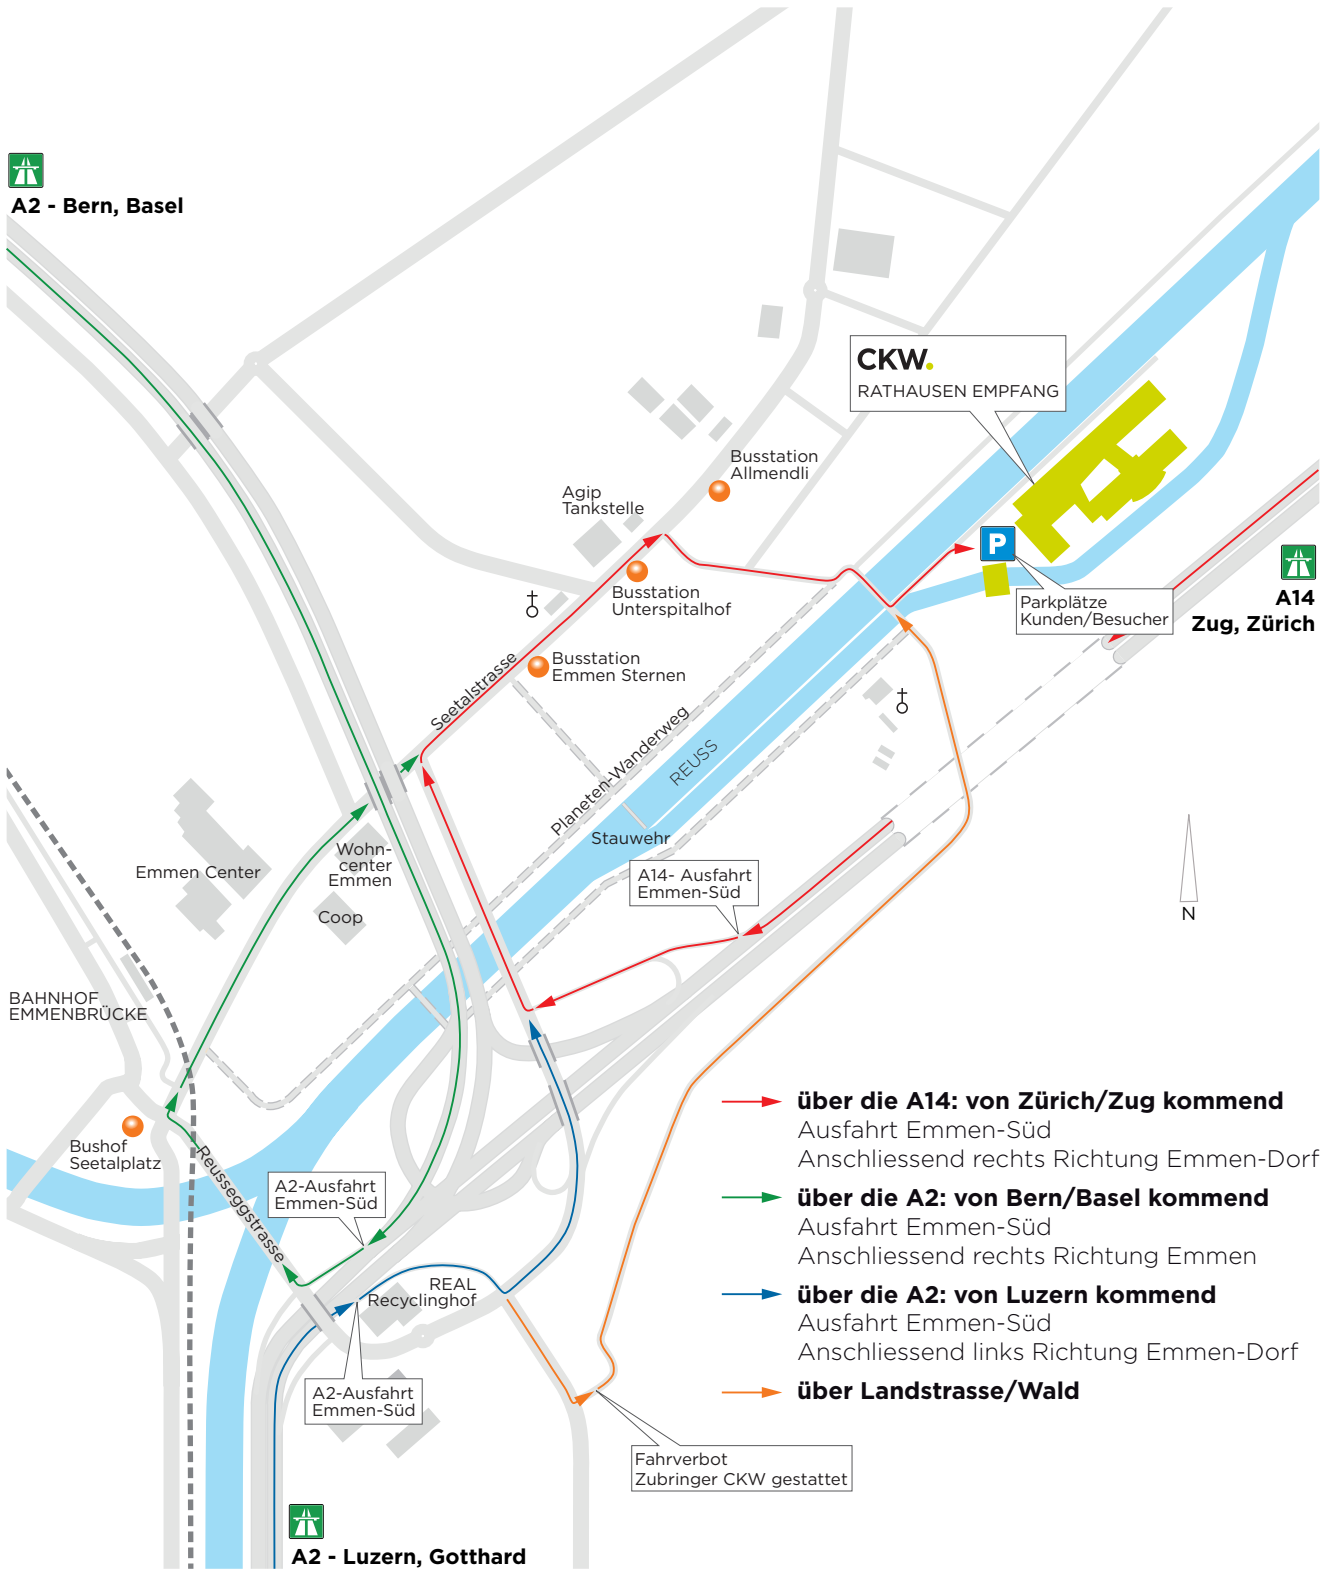 A2 - Bern, Basel
CKW.
RATHAUSEN EMPFANG
Busstation
Allmendli
Agip
Tankstelle
P
Busstation
Unterspitalhof
Parkplätze
Kunden/Besucher
A14
Zug, Zürich
Busstation
Emmen Sternen
Seetalstrasse
Planeten-Wanderweg
REUSS
Stauwehr
Wohn-
center
Emmen
Emmen Center
Coop
A14- Ausfahrt
Emmen-Süd
N
BAHNHOF
EMMENBRÜCKE
Bushof
Seetalplatz
Reusseggstrasse
A2-Ausfahrt
Emmen-Süd
REAL
Recyclinghof
A2-Ausfahrt
Emmen-Süd
Fahrverbot
Zubringer CKW gestattet
A2 - Luzern, Gotthard
über die A14: von Zürich/Zug kommend
Ausfahrt Emmen-Süd
Anschliessend rechts Richtung Emmen-Dorf
über die A2: von Bern/Basel kommend
Ausfahrt Emmen-Süd
Anschliessend rechts Richtung Emmen
über die A2: von Luzern kommend
Ausfahrt Emmen-Süd
Anschliessend links Richtung Emmen-Dorf
über Landstrasse/Wald